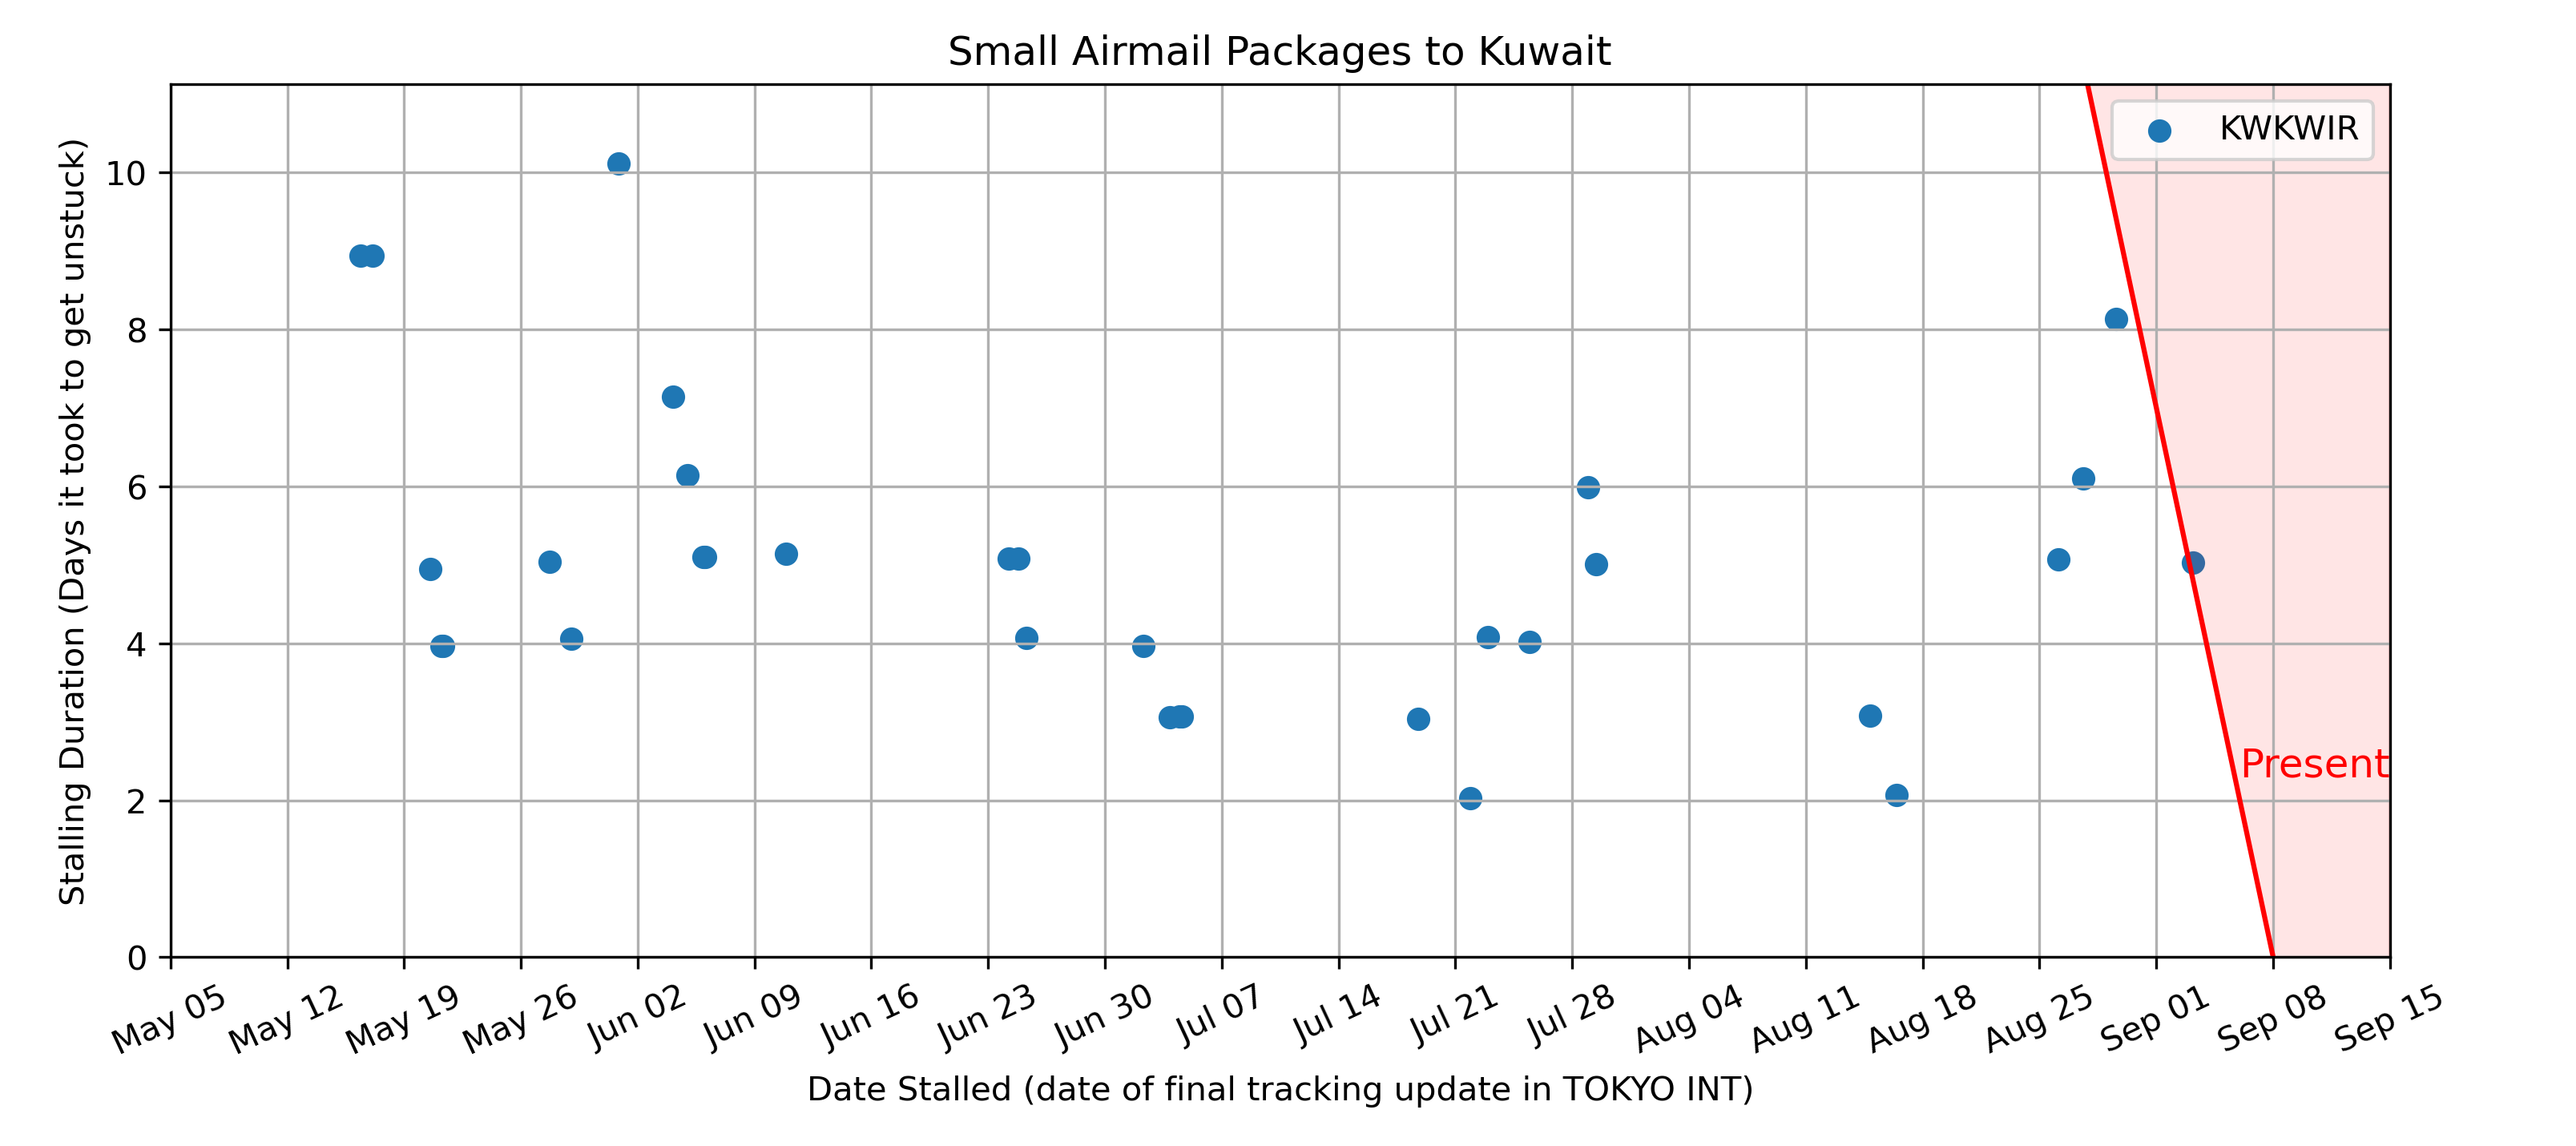 Small Airmail Packages to Kuwait
KWKWIR
Stalling Duration (Days it took to get unstuck)
10
8
6
4
2
0
Present
May 05
May 12
May 19
May 26
Jun 02
Jun 09
Jun 16
Jun 23
Jun 30
Jul 07
Jul 14
Jul 21
Jul 28
Aug 04
Aug 11
Aug 18
Aug 25
Sep 01
Sep 08
Sep 15
Date Stalled (date of final tracking update in TOKYO INT)